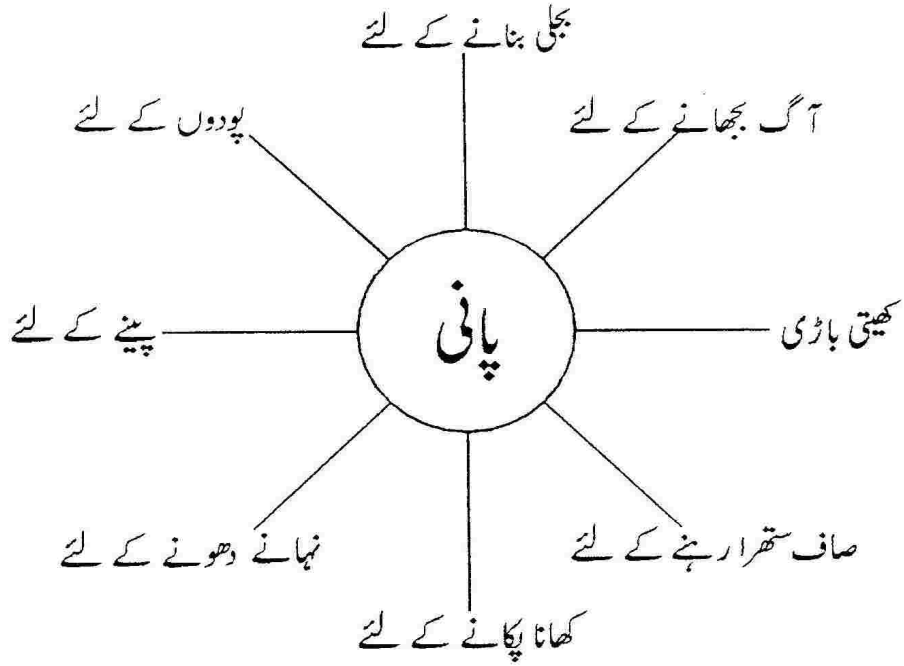 بجلی بنانے کے لئے
آگ بجھانے کے لئے
پودوں کے لئے
کھیتی باڑی
پانی
پینے کے لئے
صاف ستھرا رہنے کے لئے
نہانے دھونے کے لئے
کھانا پکانے کے لئے